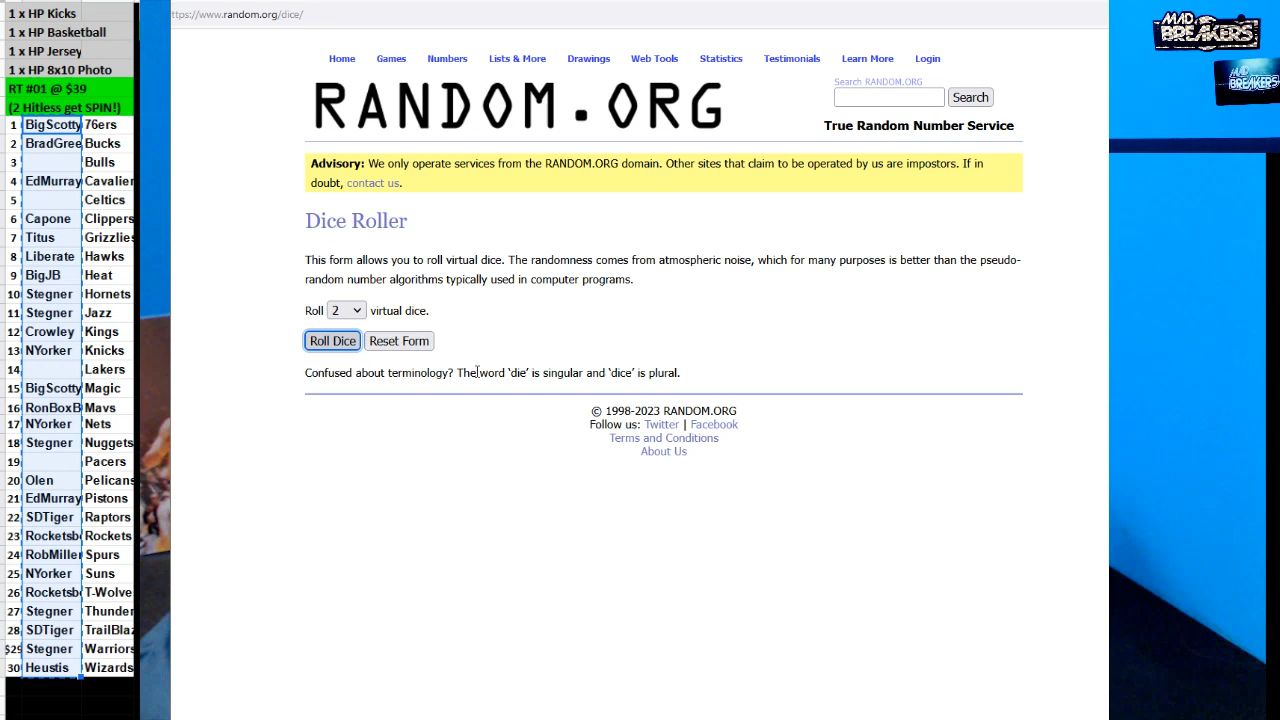 1 x HP Kicks
1 x HP Basketball
1 x HP Jersey
1 x HP 8x10 Photo
RT #01 @ $39
(2 Hitless get SPIN!)
1 BigScotty 76ers
2 BradGree Bucks
3 Bulls
4 EdMurray Cavalier
5 Celtics
6 Capone Clippers
7 Titus Grizzlies
8 Liberate Hawks
9 BigJB Heat
10 Stegner Hornets
11 Stegner Jazz
12 Crowley Kings
13 NYorker Knicks
14 Lakers
15 BigScotty Magic
16 RonBoxB Mavs
17 NYorker Nets
18 Stegner Nuggets
19 Pacers
20 Olen Pelicans
21 EdMurray Pistons
22 SDTiger Raptors
23 Rocketsb Rockets
24 RobMiller Spurs
25 NYorker Suns
26 Rocketsb T-Wolve
27 Stegner Thunder
28 SDTiger TrailBlaz
$29 Stegner Warriors
30 Heustis Wizards
ttps://www.random.org/dice/
Home Games Numbers Lists & More Drawings Web Tools Statistics Testimonials Learn More Login
RANDOM.ORG
Search RANDOM.ORG
Search
True Random Number Service
Advisory: We only operate services from the RANDOM.ORG domain. Other sites that claim to be operated by us are impostors. If in
doubt, contact us.
Dice Roller
This form allows you to roll virtual dice. The randomness comes from atmospheric noise, which for many purposes is better than the pseudo-
random number algorithms typically used in computer programs.
Roll 2 virtual dice.
Roll Dice Reset Form
Confused about terminology? The word ‘die’ is singular and ‘dice’ is plural.
© 1998-2023 RANDOM.ORG
Follow us: Twitter | Facebook
Terms and Conditions
About Us
MAD
BREAKERS
MAD
BREAKERS